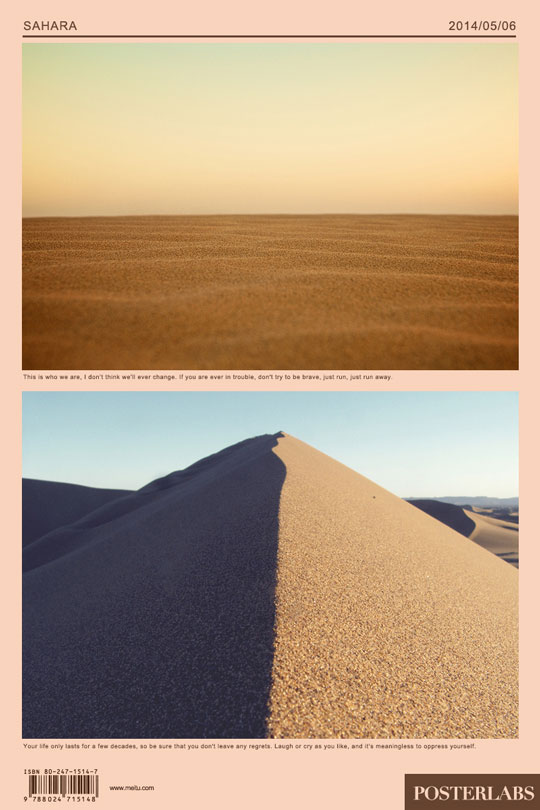 SAHARA 2014/05/06
This is who we are, I don't think we'll ever change. If you are ever in trouble, don't try to be brave, just run, just run away.
Your life only lasts for a few decades, so be sure that you don't leave any regrets. Laugh or cry as you like, and it's meaningless to oppress yourself.
ISBN 80-247-1514-7
www.meitu.com
9 788024 715148
POSTERLABS